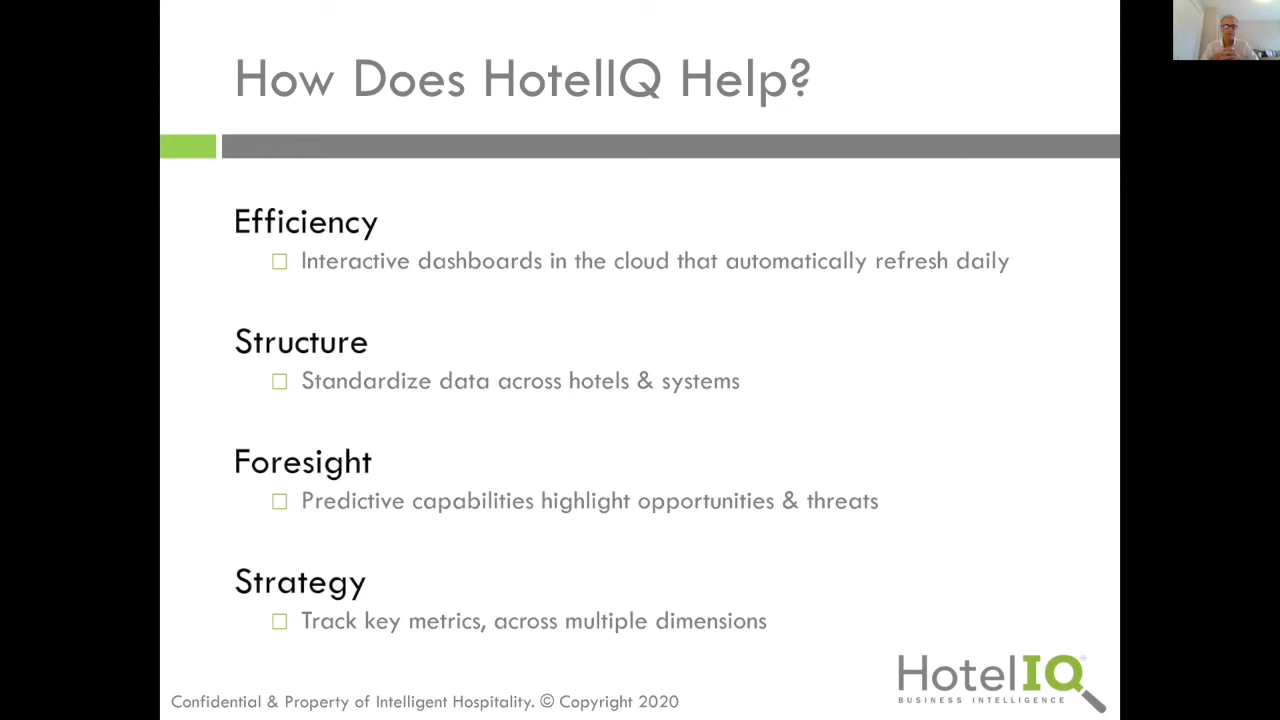 How Does HotelIQ Help?
Efficiency
Interactive dashboards in the cloud that automatically refresh daily
Structure
Standardize data across hotels & systems
Foresight
Predictive capabilities highlight opportunities & threats
Strategy
Track key metrics, across multiple dimensions
HotelIQ
BUSINESS INTELLIGENCE
Confidential & Property of Intelligent Hospitality. © Copyright 2020